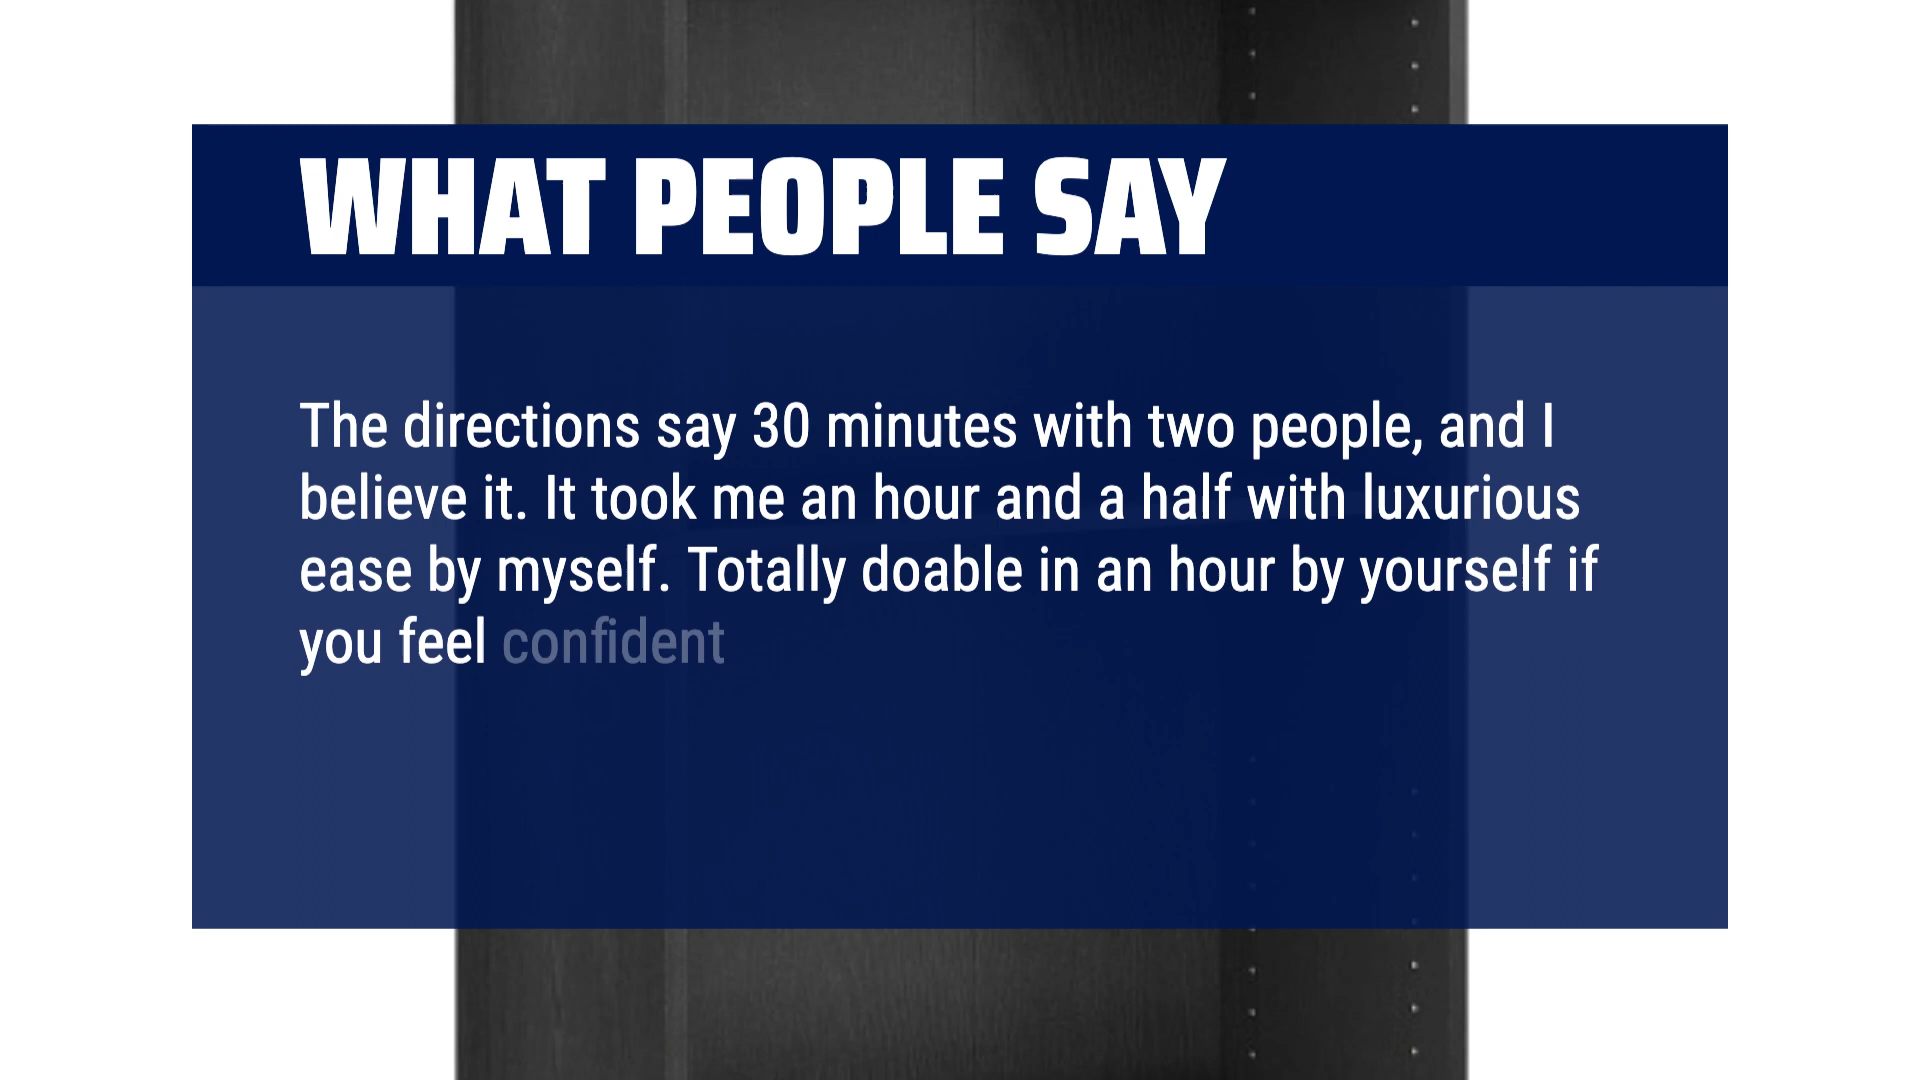 WHAT PEOPLE SAY
The directions say 30 minutes with two people, and I
believe it. It took me an hour and a half with luxurious
ease by myself. Totally doable in an hour by yourself if
you feel confident